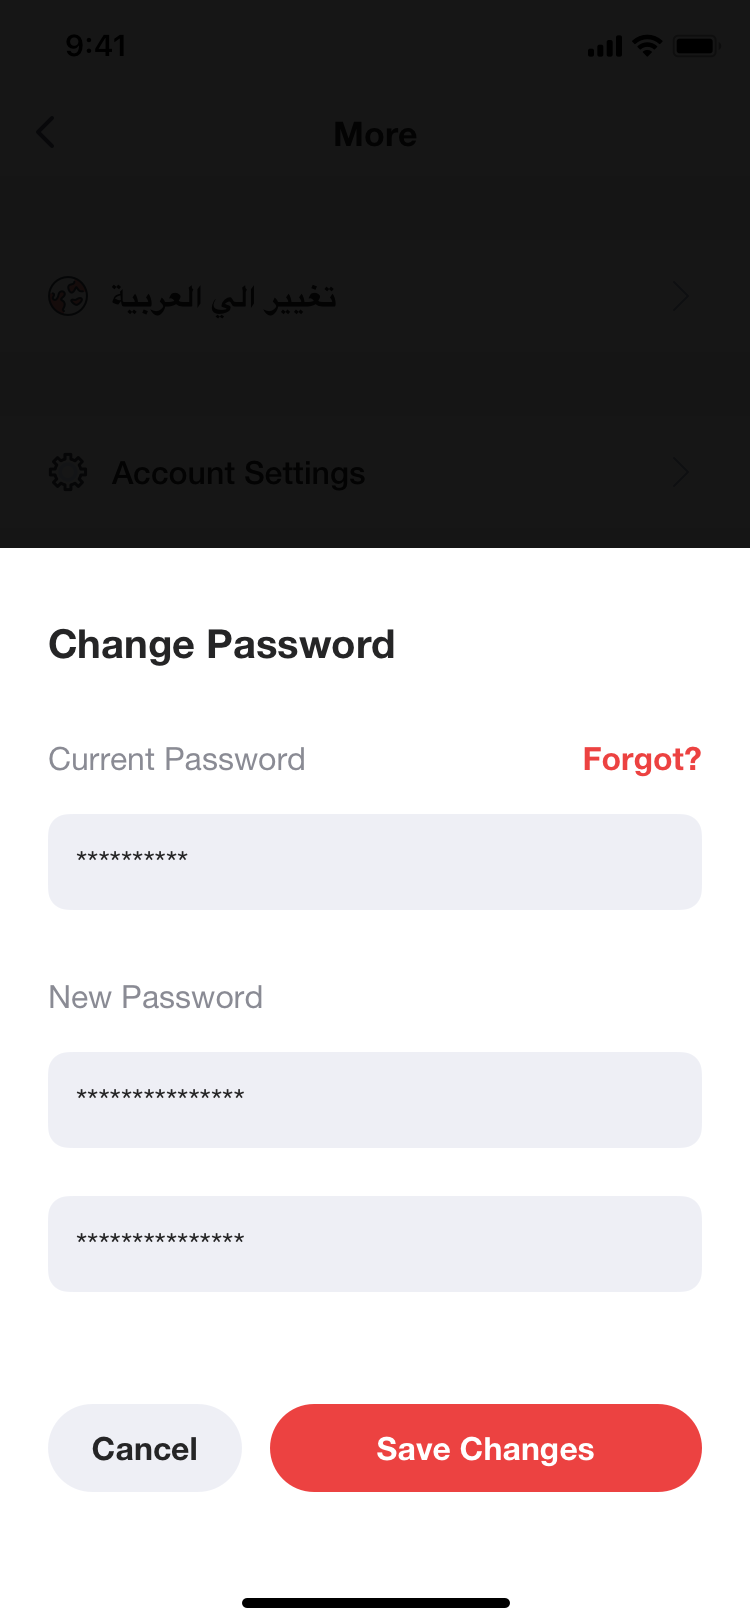 9:41
More
تغيير الي العربية
Account Settings
Change Password
Current Password
Forgot?
**********
New Password
***************
***************
Cancel
Save Changes